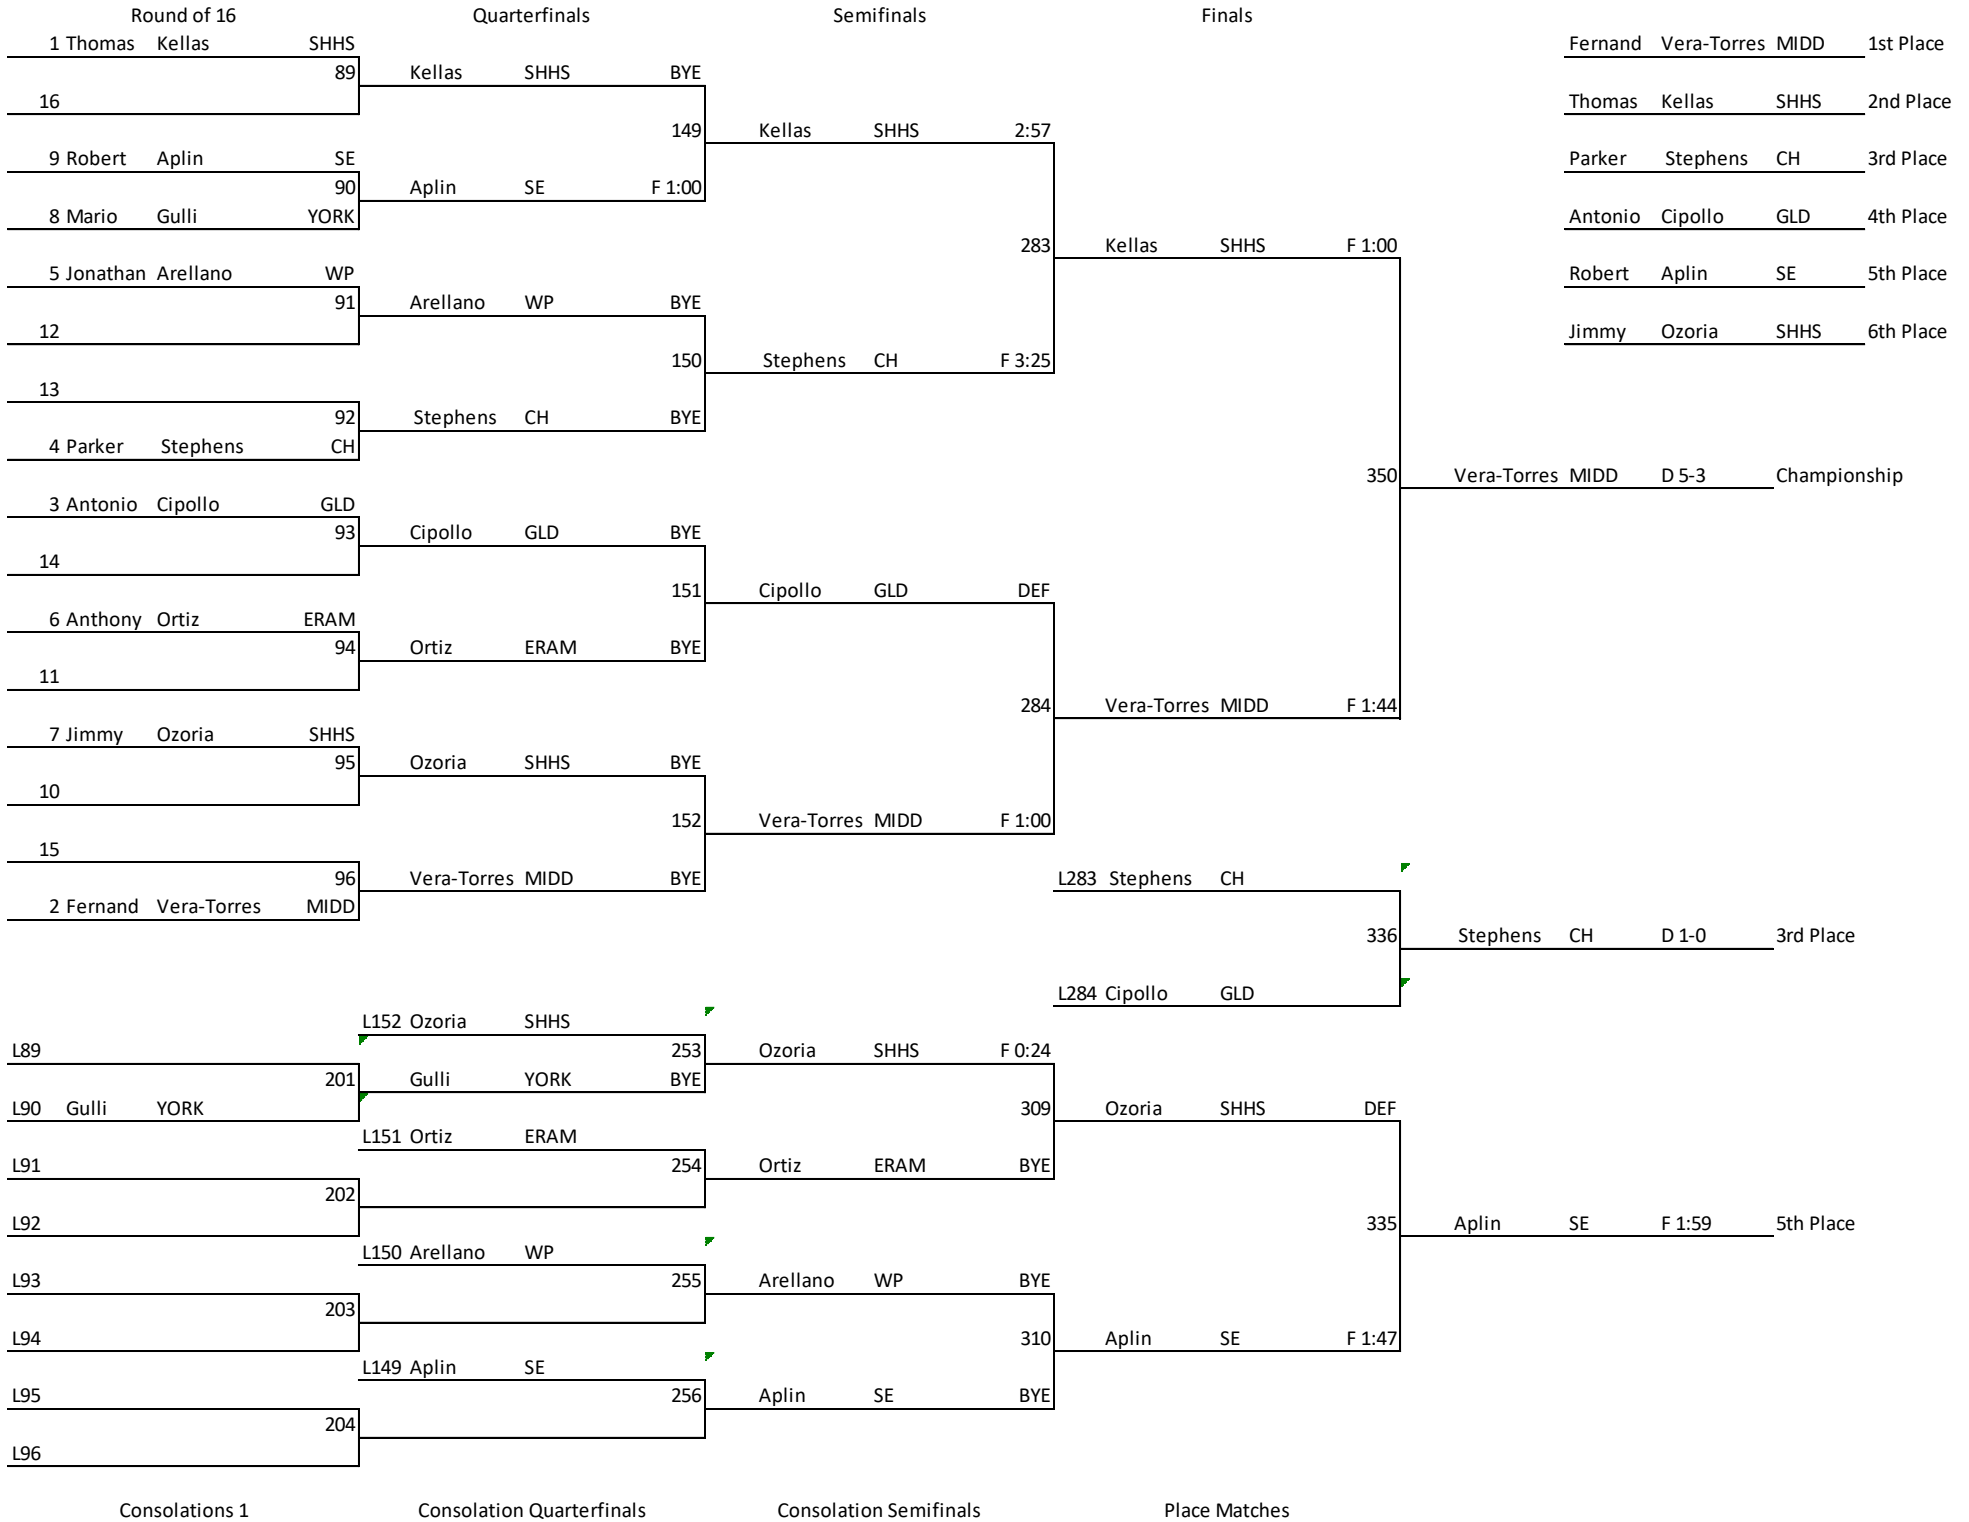 Round of 16 Quarterfinals Semifinals Finals
1 Thomas Kellas SHHS Fernand Vera-Torres MIDD 1st Place
89 Kellas SHHS BYE
16 Thomas Kellas SHHS 2nd Place
149 Kellas SHHS 2:57
9 Robert Aplin SE Parker Stephens CH 3rd Place
90 Aplin SE F 1:00
8 Mario Gulli YORK Antonio Cipollo GLD 4th Place
283 Kellas SHHS F 1:00
5 Jonathan Arellano WP Robert Aplin SE 5th Place
91 Arellano WP BYE
12 Jimmy Ozoria SHHS 6th Place
150 Stephens CH F 3:25
13
92 Stephens CH BYE
4 Parker Stephens CH
350 Vera-Torres MIDD D 5-3 Championship
3 Antonio Cipollo GLD
93 Cipollo GLD BYE
14
151 Cipollo GLD DEF
6 Anthony Ortiz ERAM
94 Ortiz ERAM BYE
11
284 Vera-Torres MIDD F 1:44
7 Jimmy Ozoria SHHS
95 Ozoria SHHS BYE
10
152 Vera-Torres MIDD F 1:00
15
96 Vera-Torres MIDD BYE L283 Stephens CH
2 Fernand Vera-Torres MIDD
336 Stephens CH D 1-0 3rd Place
L284 Cipollo GLD
L152 Ozoria SHHS
L89 253 Ozoria SHHS F 0:24
201 Gulli YORK BYE
L90 Gulli YORK 309 Ozoria SHHS DEF
L151 Ortiz ERAM
L91 254 Ortiz ERAM BYE
202
L92 335 Aplin SE F 1:59 5th Place
L150 Arellano WP
L93 255 Arellano WP BYE
203
L94 310 Aplin SE F 1:47
L149 Aplin SE
L95 256 Aplin SE BYE
204
L96
Consolations 1 Consolation Quarterfinals Consolation Semifinals Place Matches